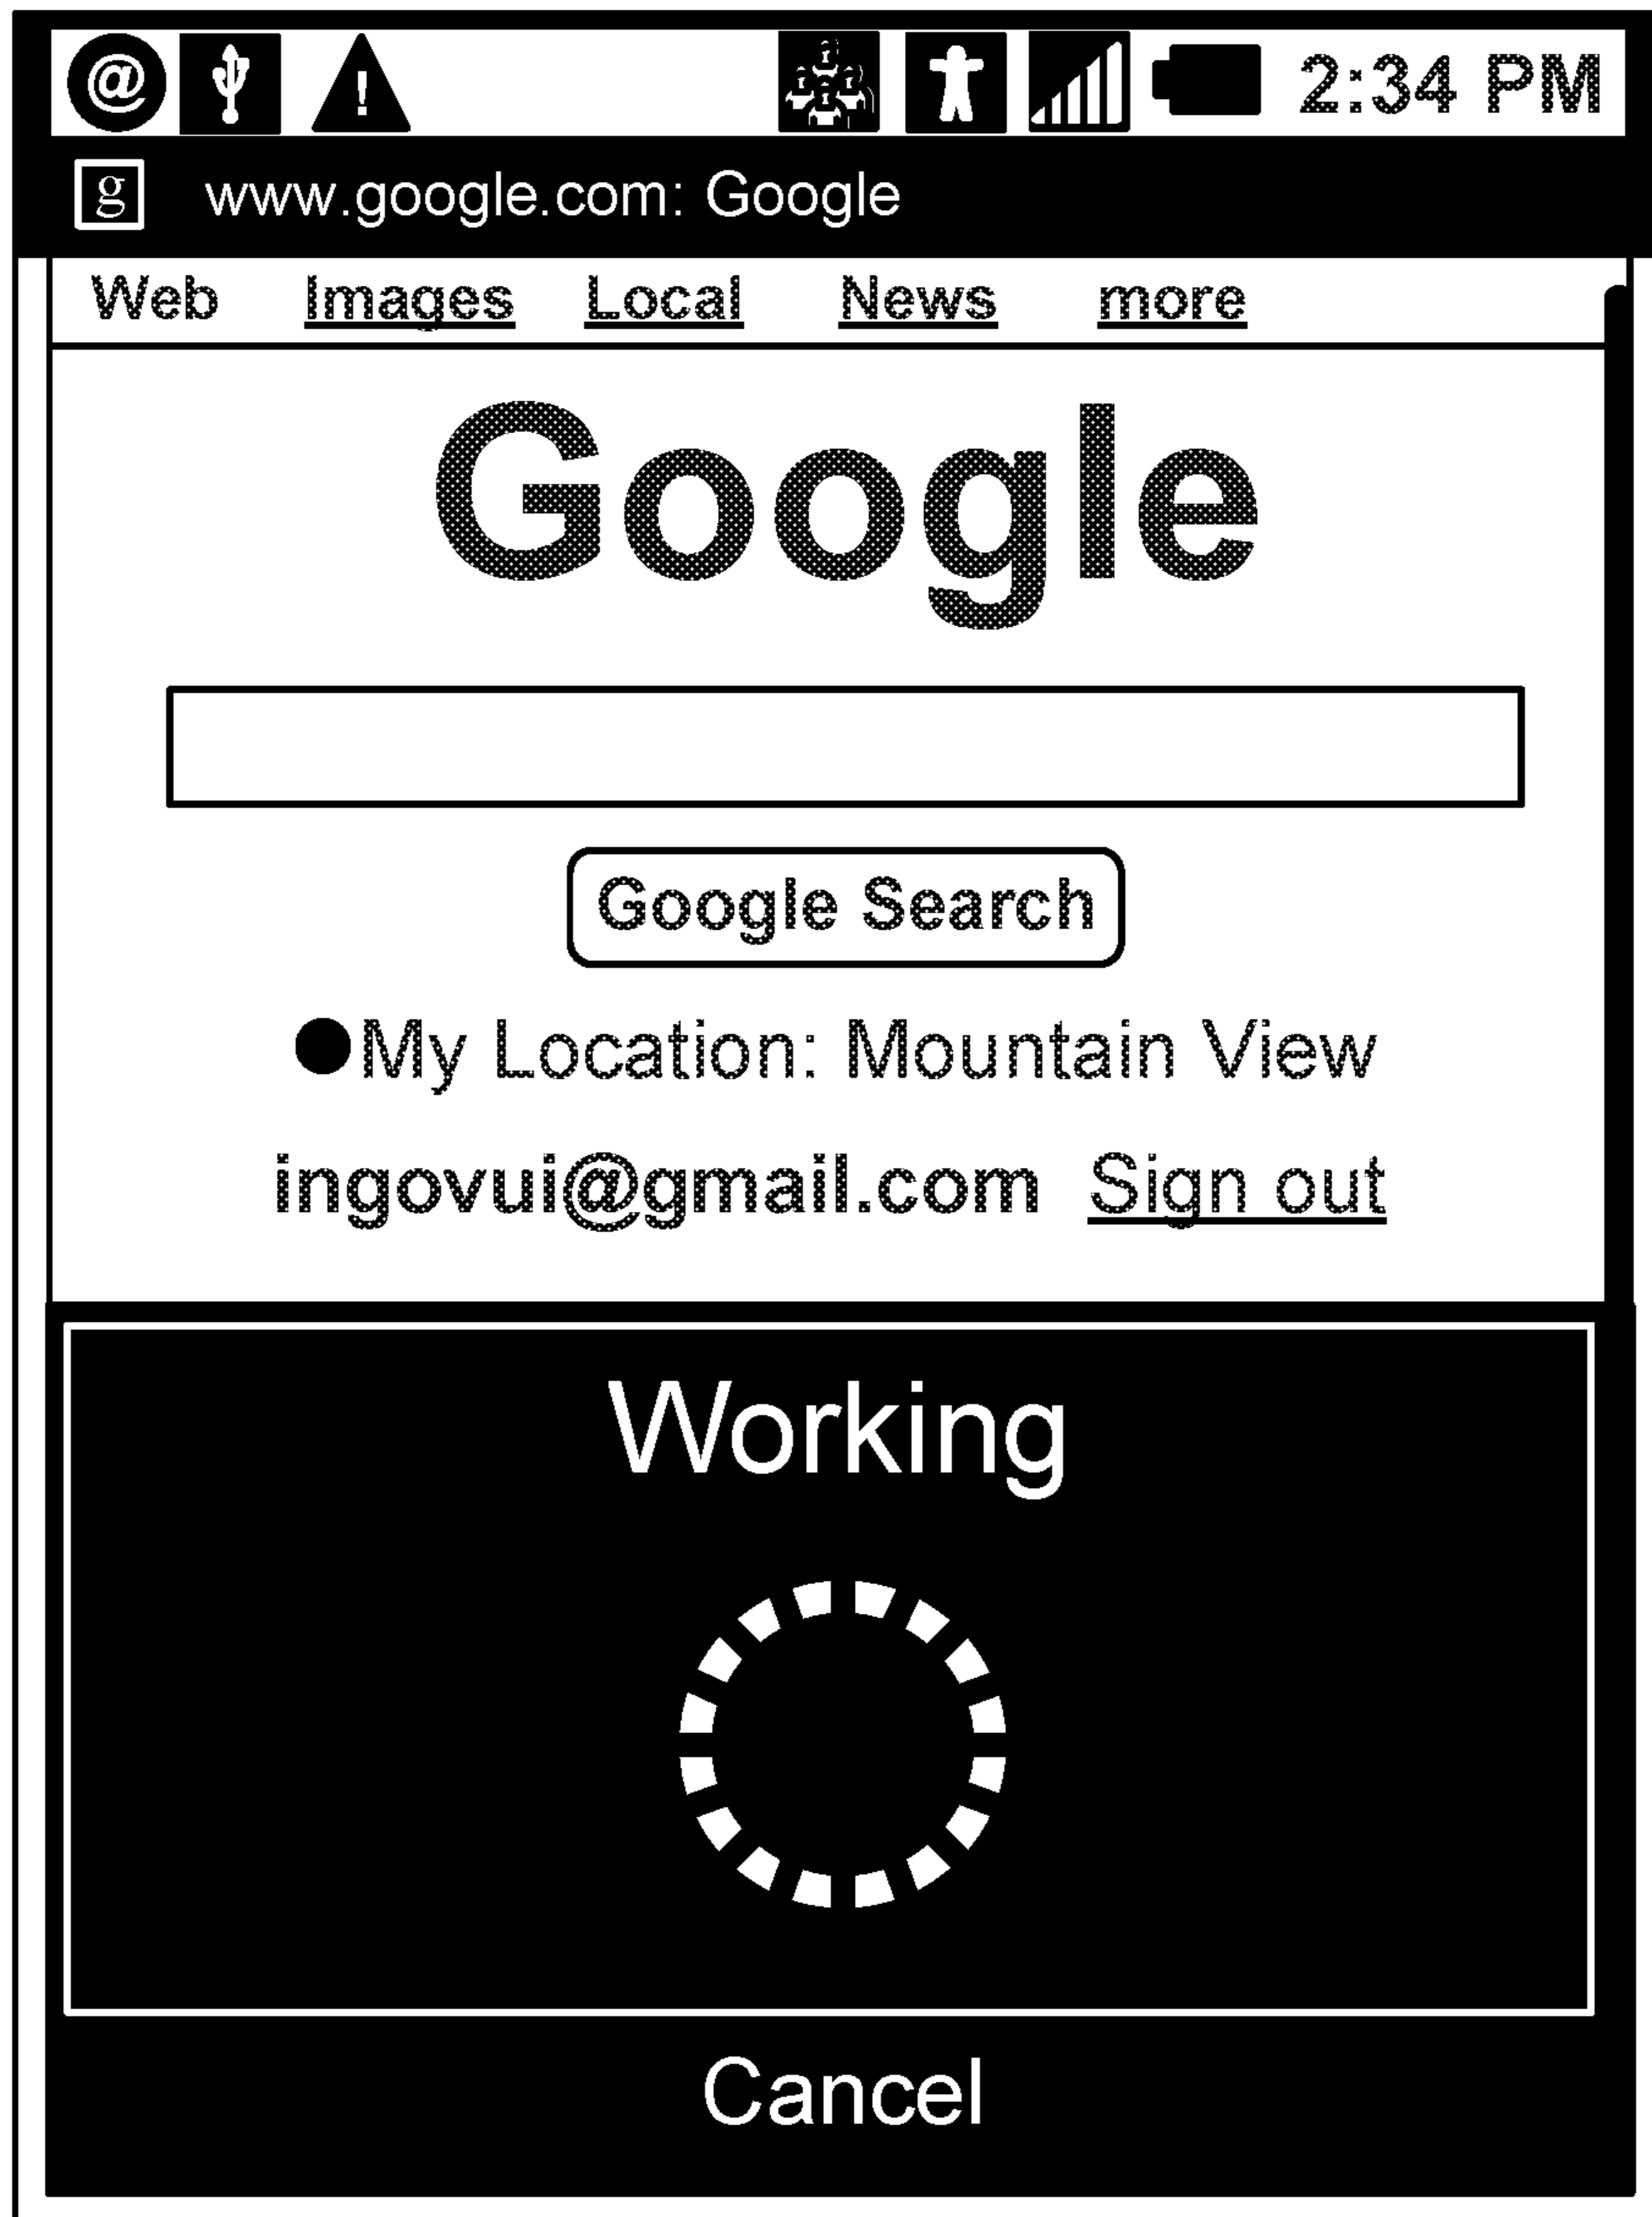 @ ! 2:34 PM
g www.google.com: Google
Web Images Local News more
Google
Google Search
My Location: Mountain View
ingovui@gmail.com Sign out
Working
Cancel